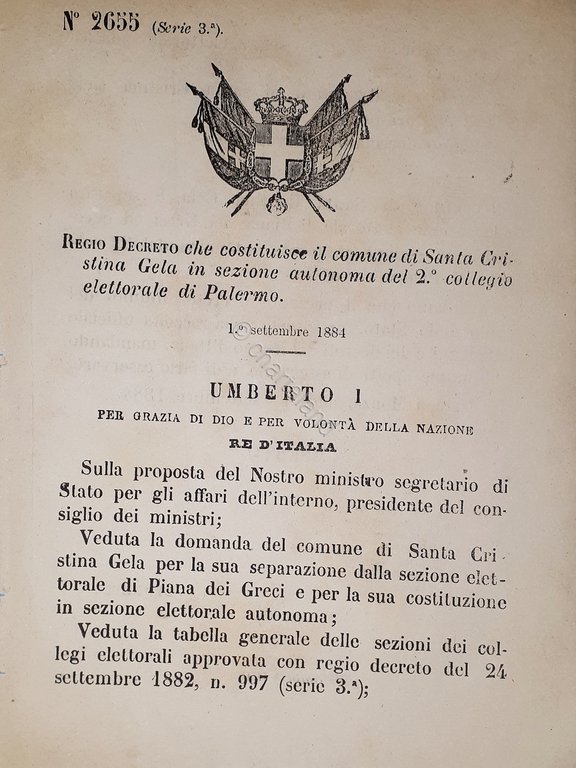 Nº 2655 (Serie 3.ª).
REGIO DECRETO che costituisce il comune di Santa Cri-
stina Gela in sezione autonoma del 2.º collegio
elettorale di Palermo.
1.º settembre 1884
UMBERTO I
PER GRAZIA DI DIO E PER VOLONTÀ DELLA NAZIONE
RE D'ITALIA
Sulla proposta del Nostro ministro segretario di
Stato per gli affari dell'interno, presidente del con-
siglio dei ministri;
Veduta la domanda del comune di Santa Cri-
stina Gela per la sua separazione dalla sezione elet-
torale di Piana dei Greci e per la sua costituzione
in sezione elettorale autonoma;
Veduta la tabella generale delle sezioni dei col-
legi elettorali approvata con regio decreto del 24
settembre 1882, n. 997 (serie 3.ª);